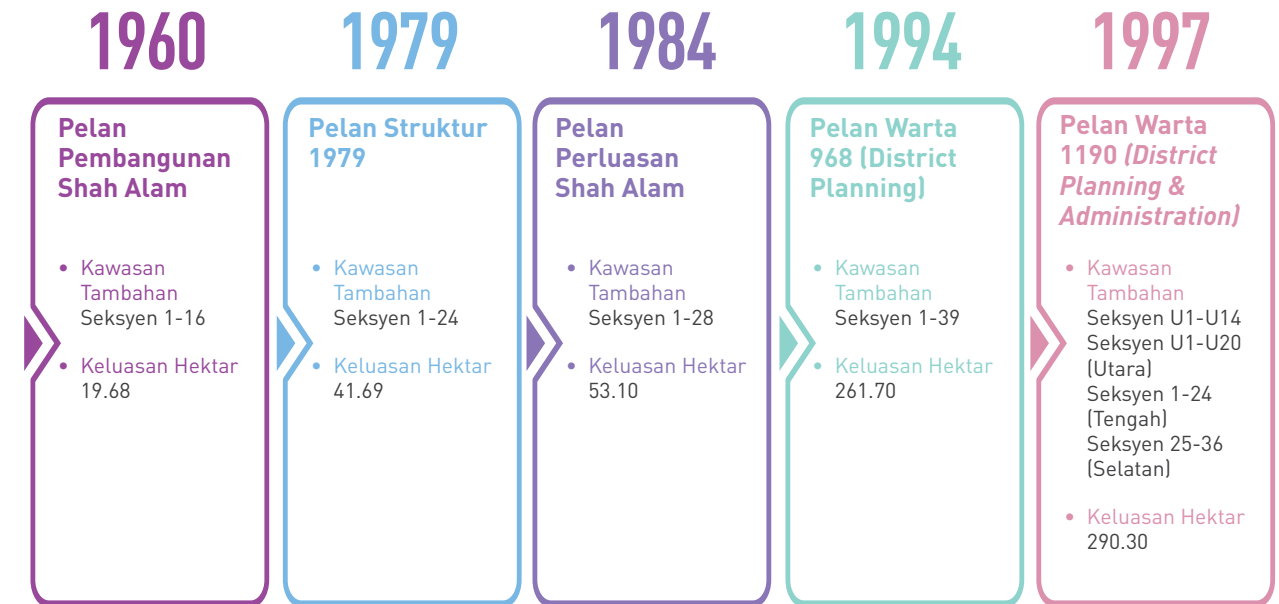 1960
Pelan
Pembangunan
Shah Alam
• Kawasan
Tambahan
Seksyen 1-16
• Keluasan Hektar
19.68
1979
Pelan Struktur
1979
• Kawasan
Tambahan
Seksyen 1-24
• Keluasan Hektar
41.69
1984
Pelan
Perluasan
Shah Alam
• Kawasan
Tambahan
Seksyen 1-28
• Keluasan Hektar
53.10
1994
Pelan Warta
968 (District
Planning)
• Kawasan
Tambahan
Seksyen 1-39
• Keluasan Hektar
261.70
1997
Pelan Warta
1190 (District
Planning &
Administration)
• Kawasan
Tambahan
Seksyen U1-U14
Seksyen U1-U20
(Utara)
Seksyen 1-24
(Tengah)
Seksyen 25-36
(Selatan)
• Keluasan Hektar
290.30